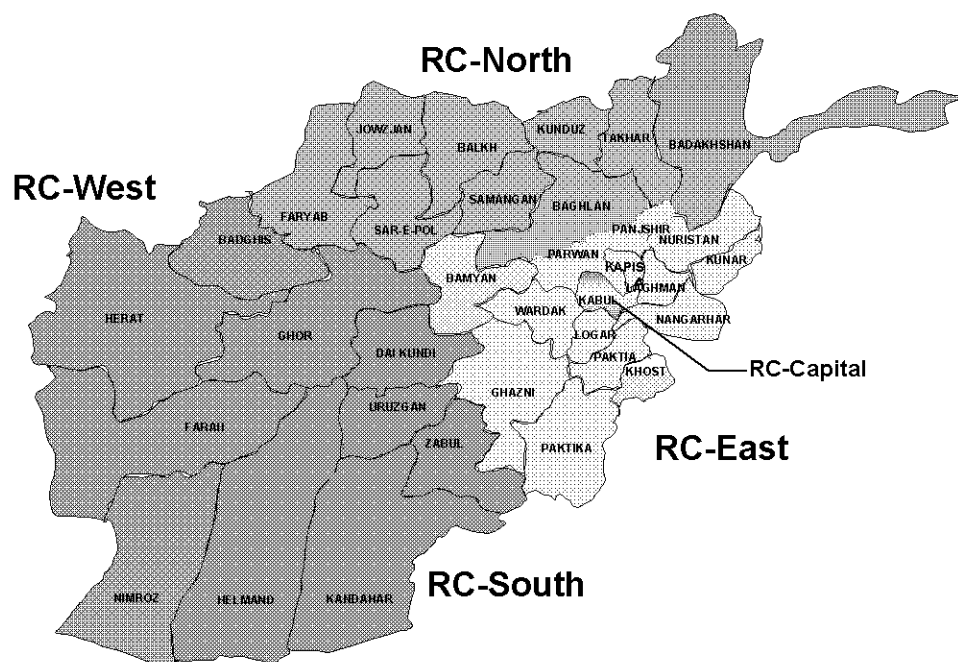 RC-North
JOWZJAN
BALKH
KUNDUZ
TAKHAR
BADAKHSHAN
RC-West
SAMANGAN
BAGHLAN
FARYAB
SAR-E-POL
BADGHIS
PANJSHIR
NURISTAN
PARWAN
KAPIS
KUNAR
BAMYAN
LAGHMAN
KABUL
HERAT
WARDAK
NANGARHAR
GHOR
LOGAR
DAI KUNDI
PAKTIA
KHOST
RC-Capital
GHAZNI
URUZGAN
FARAH
ZABUL
PAKTIKA
RC-East
RC-South
NIMROZ
HELMAND
KANDAHAR